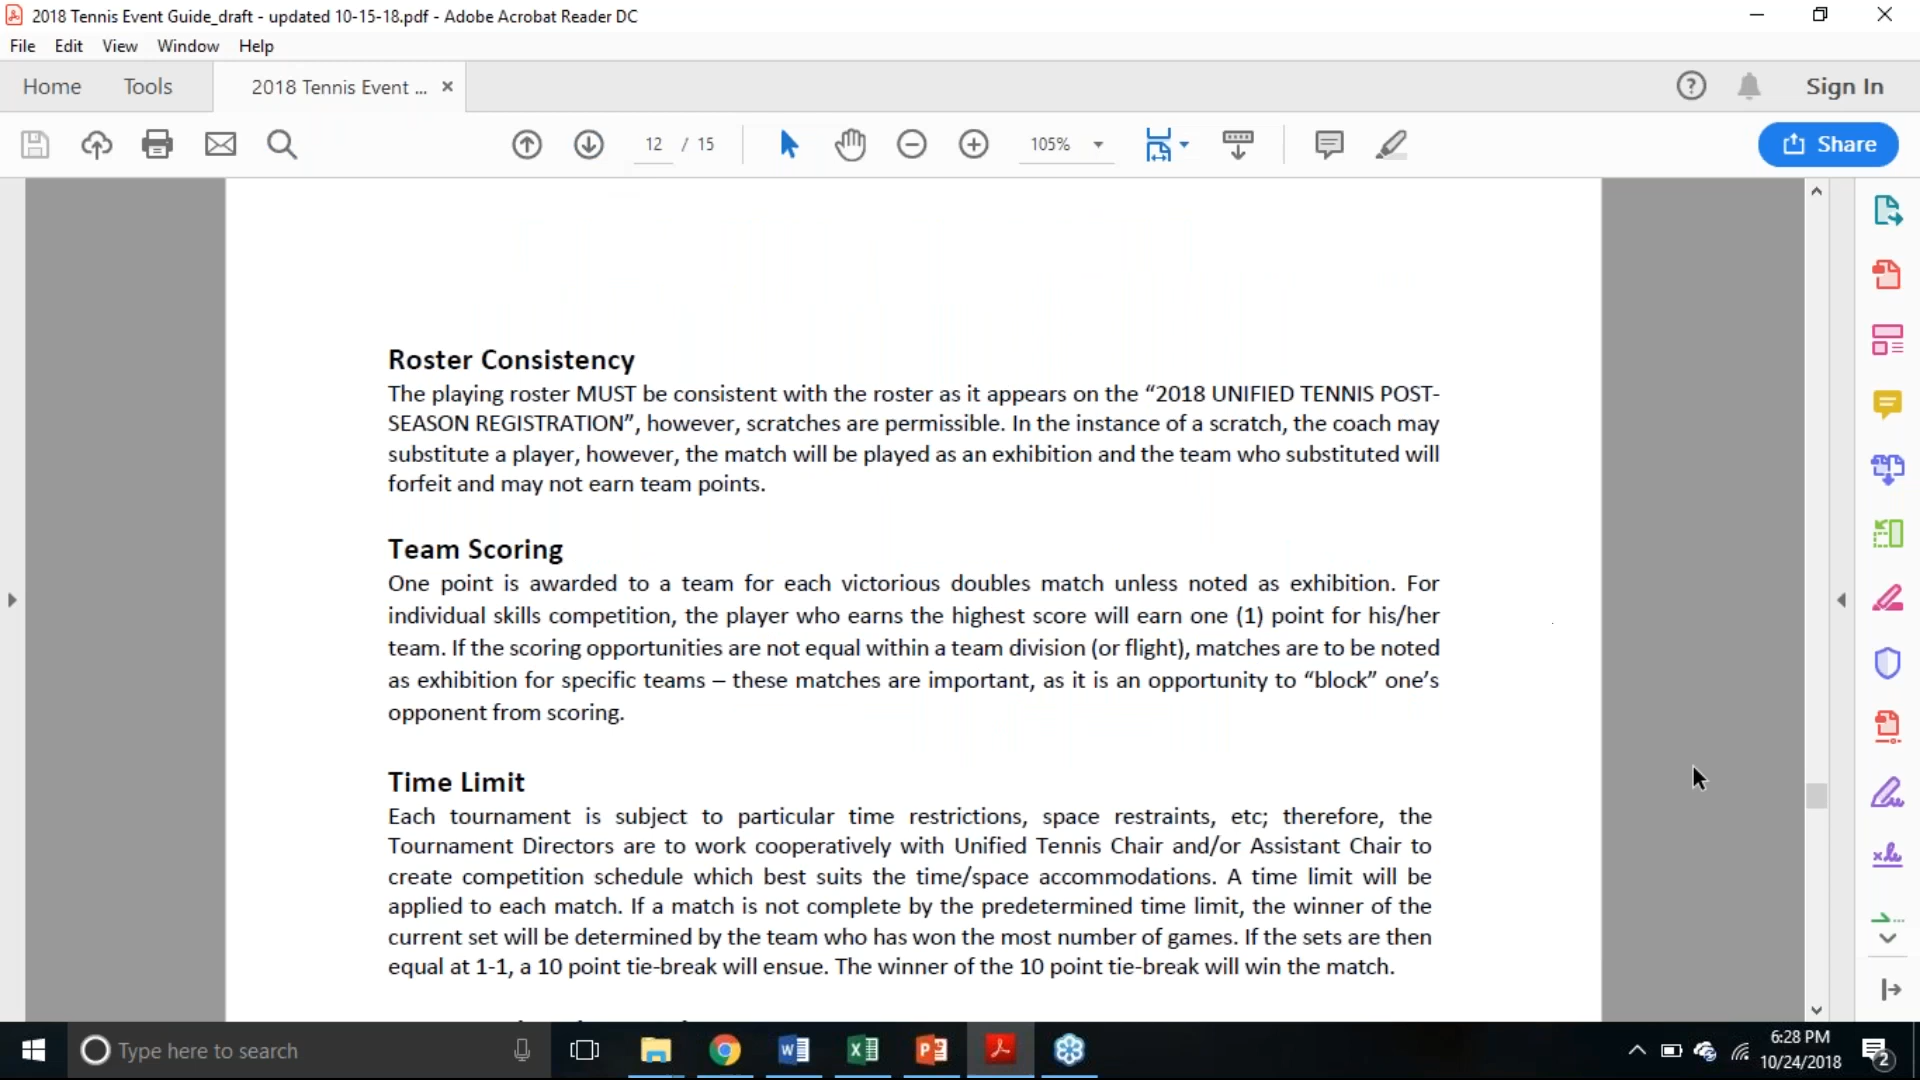 2018 Tennis Event Guide_draft - updated 10-15-18.pdf - Adobe Acrobat Reader DC
File Edit View Window Help
Home Tools 2018 Tennis Event ... × Sign In
12 / 15 105% Share
Roster Consistency
The playing roster MUST be consistent with the roster as it appears on the “2018 UNIFIED TENNIS POST-
SEASON REGISTRATION”, however, scratches are permissible. In the instance of a scratch, the coach may
substitute a player, however, the match will be played as an exhibition and the team who substituted will
forfeit and may not earn team points.
Team Scoring
One point is awarded to a team for each victorious doubles match unless noted as exhibition. For
individual skills competition, the player who earns the highest score will earn one (1) point for his/her
team. If the scoring opportunities are not equal within a team division (or flight), matches are to be noted
as exhibition for specific teams – these matches are important, as it is an opportunity to “block” one’s
opponent from scoring.
Time Limit
Each tournament is subject to particular time restrictions, space restraints, etc; therefore, the
Tournament Directors are to work cooperatively with Unified Tennis Chair and/or Assistant Chair to
create competition schedule which best suits the time/space accommodations. A time limit will be
applied to each match. If a match is not complete by the predetermined time limit, the winner of the
current set will be determined by the team who has won the most number of games. If the sets are then
equal at 1-1, a 10 point tie-break will ensue. The winner of the 10 point tie-break will win the match.
Type here to search
6:28 PM
10/24/2018
2